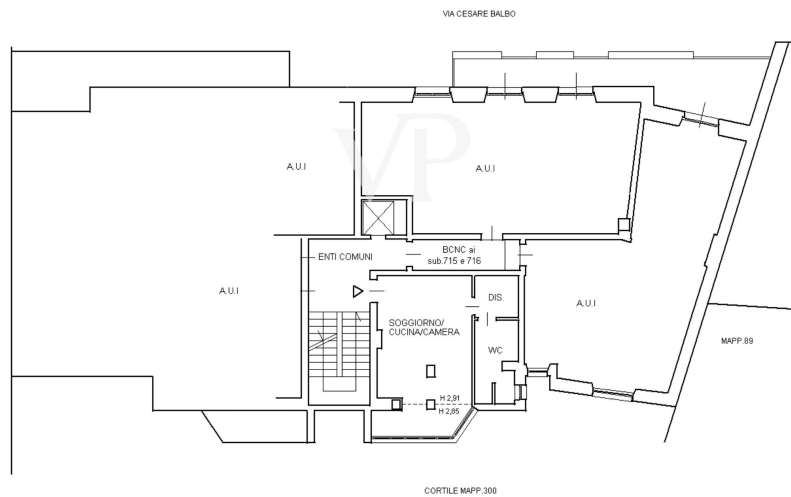 VIA CESARE BALBO
VP
A.U.I
A.U.I
ENTI COMUNI
BCNC ai
sub.715 e 716
A.U.I
DIS.
A.U.I
SOGGIORNO/
CUCINA/CAMERA
WC
MAPP.89
H 2,91
H 2,85
CORTILE MAPP.300